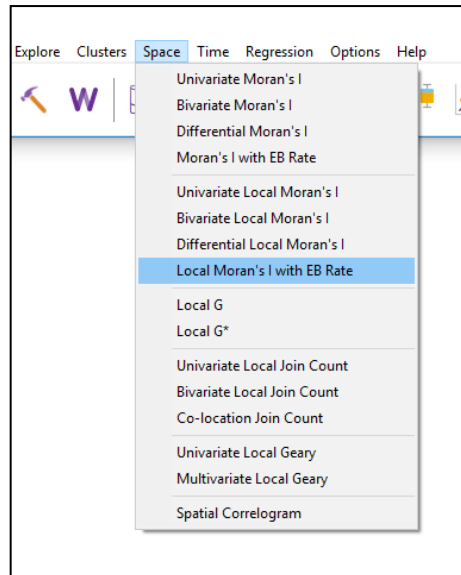 Explore Clusters Space Time Regression Options Help
W
Univariate Moran's I
Bivariate Moran's I
Differential Moran's I
Moran's I with EB Rate
Univariate Local Moran's I
Bivariate Local Moran's I
Differential Local Moran's I
Local Moran's I with EB Rate
Local G
Local G*
Univariate Local Join Count
Bivariate Local Join Count
Co-location Join Count
Univariate Local Geary
Multivariate Local Geary
Spatial Correlogram